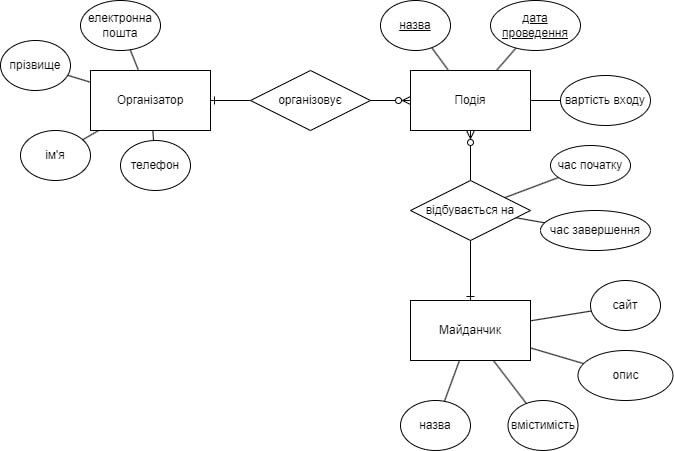 електронна
пошта
назва
дата
проведення
прізвище
Організатор
організовує
Подія
вартість входу
ім'я
телефон
час початку
відбувається на
час завершення
сайт
Майданчик
опис
назва
вмістимість